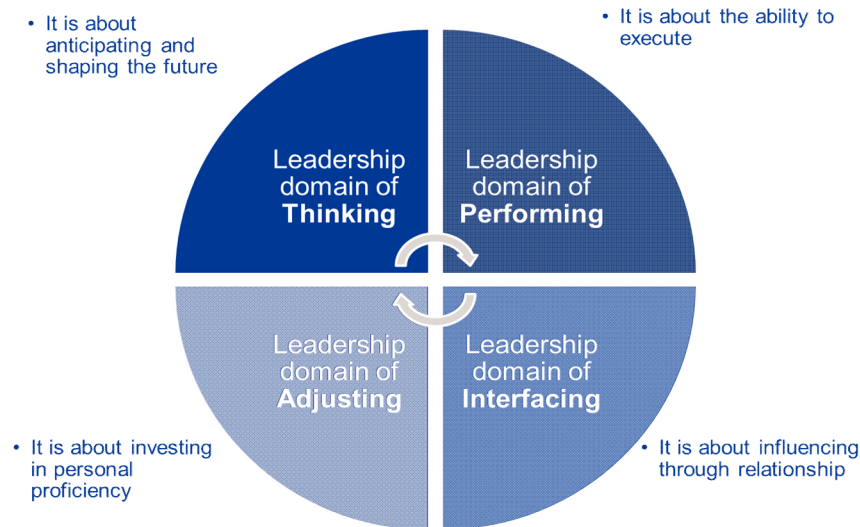 • It is about
anticipating and
shaping the future
• It is about the ability to
execute
Leadership
domain of
Thinking
Leadership
domain of
Performing
Leadership
domain of
Adjusting
Leadership
domain of
Interfacing
• It is about investing
in personal
proficiency
• It is about influencing
through relationship